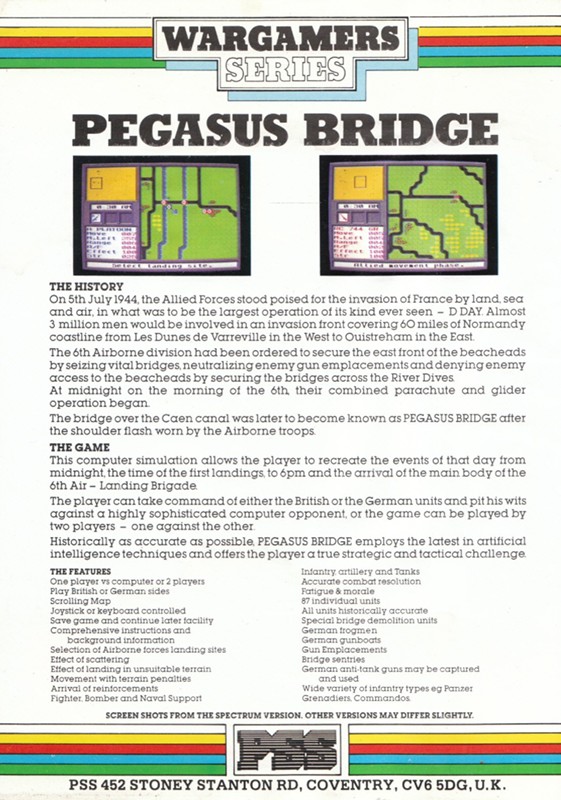 WARGAMERS
SERIES
PEGASUS BRIDGE
0:30 AM
Select landing site.
0:30 AM
Allied movement phase.
THE HISTORY
On 5th July 1944, the Allied Forces stood poised for the invasion of France by land, sea
and air, in what was to be the largest operation of its kind ever seen – D DAY. Almost
3 million men would be involved in an invasion front covering 60 miles of Normandy
coastline from Les Dunes de Varreville in the West to Ouistreham in the East.
The 6th Airborne division had been ordered to secure the east front of the beacheads
by seizing vital bridges, neutralizing enemy gun emplacements and denying enemy
access to the beacheads by securing the bridges across the River Dives.
At midnight on the morning of the 6th, their combined parachute and glider
operation began.
The bridge over the Caen canal was later to become known as PEGASUS BRIDGE after
the shoulder flash worn by the Airborne troops.
THE GAME
This computer simulation allows the player to recreate the events of that day from
midnight, the time of the first landings, to 6pm and the arrival of the main body of the
6th Air – Landing Brigade.
The player can take command of either the British or the German units and pit his wits
against a highly sophisticated computer opponent, or the game can be played by
two players – one against the other.
Historically as accurate as possible, PEGASUS BRIDGE employs the latest in artificial
intelligence techniques and offers the player a true strategic and tactical challenge.
THE FEATURES
One player vs computer or 2 players
Play British or German sides
Scrolling Map
Joystick or keyboard controlled
Save game and continue later facility
Comprehensive instructions and
background information
Selection of Airborne forces landing sites
Effect of scattering
Effect of landing in unsuitable terrain
Movement with terrain penalties
Arrival of reinforcements
Fighter, Bomber and Naval Support
Infantry, artillery and Tanks
Accurate combat resolution
Fatigue & morale
87 individual units
All units historically accurate
Special bridge demolition units
German frogmen
German gunboats
Gun Emplacements
Bridge sentries
German anti-tank guns may be captured
and used
Wide variety of infantry types eg Panzer
Grenadiers, Commandos.
SCREEN SHOTS FROM THE SPECTRUM VERSION. OTHER VERSIONS MAY DIFFER SLIGHTLY.
PSS
PSS 452 STONEY STANTON RD, COVENTRY, CV6 5DG, U.K.